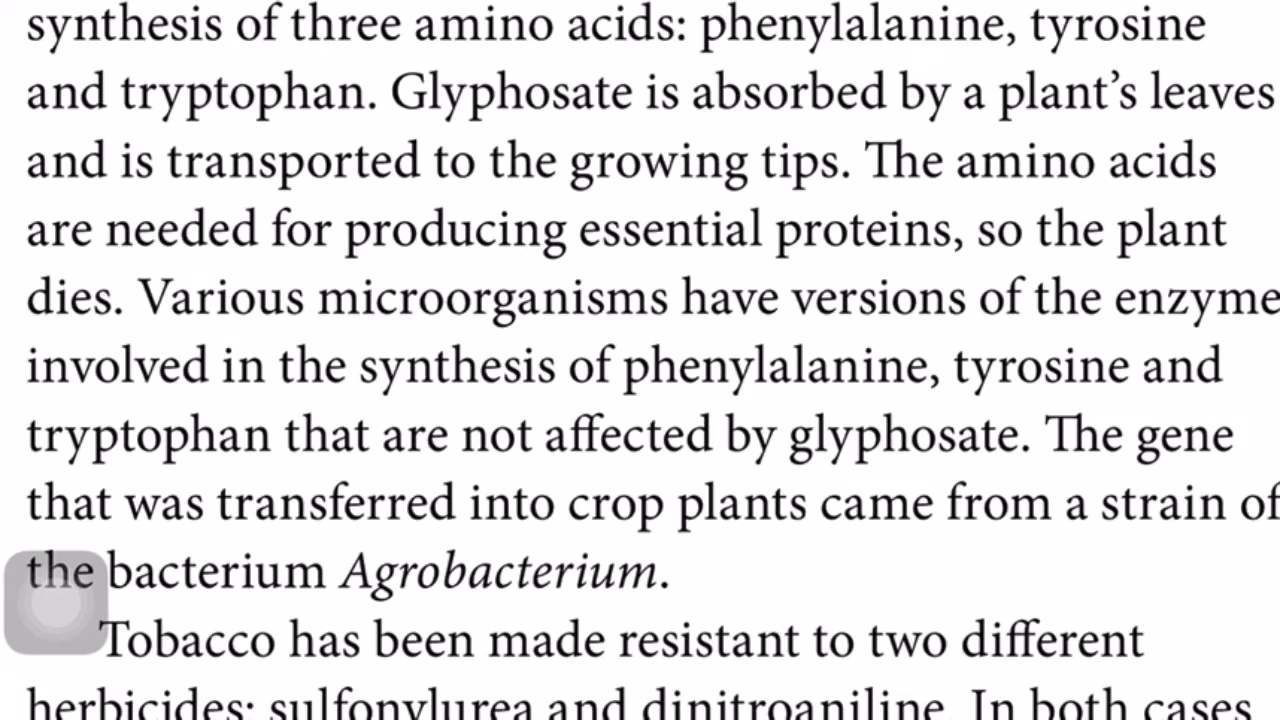 synthesis of three amino acids: phenylalanine, tyrosine
and tryptophan. Glyphosate is absorbed by a plant’s leaves
and is transported to the growing tips. The amino acids
are needed for producing essential proteins, so the plant
dies. Various microorganisms have versions of the enzyme
involved in the synthesis of phenylalanine, tyrosine and
tryptophan that are not affected by glyphosate. The gene
that was transferred into crop plants came from a strain of
the bacterium Agrobacterium.
Tobacco has been made resistant to two different
herbicides: sulfonylurea and dinitroaniline. In both cases